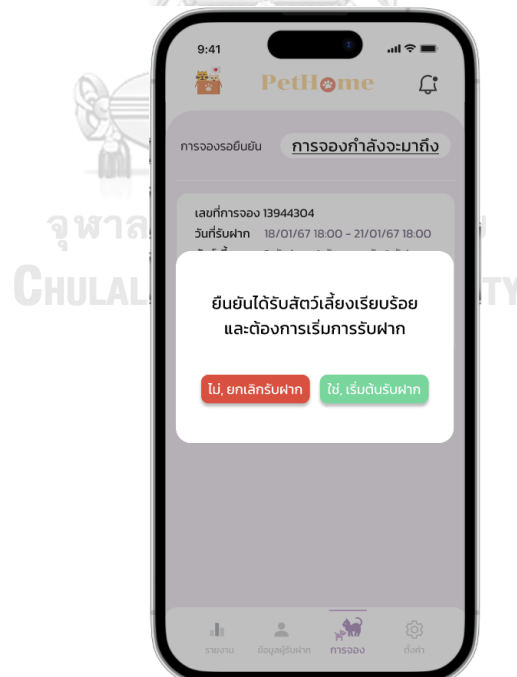 9:41
PetHome
การจองรอยืนยัน การจองกำลังจะมาถึง
เลขที่การจอง 13944304
วันที่รับฝาก 18/01/67 18:00 - 21/01/67 18:00
จุฬาล
CHULAL TY
ยืนยันได้รับสัตว์เลี้ยงเรียบร้อย
และต้องการเริ่มการรับฝาก
ไม่, ยกเลิกรับฝาก ใช่, เริ่มต้นรับฝาก
รายงาน ข้อมูลผู้รับฝาก การจอง ตั้งค่า